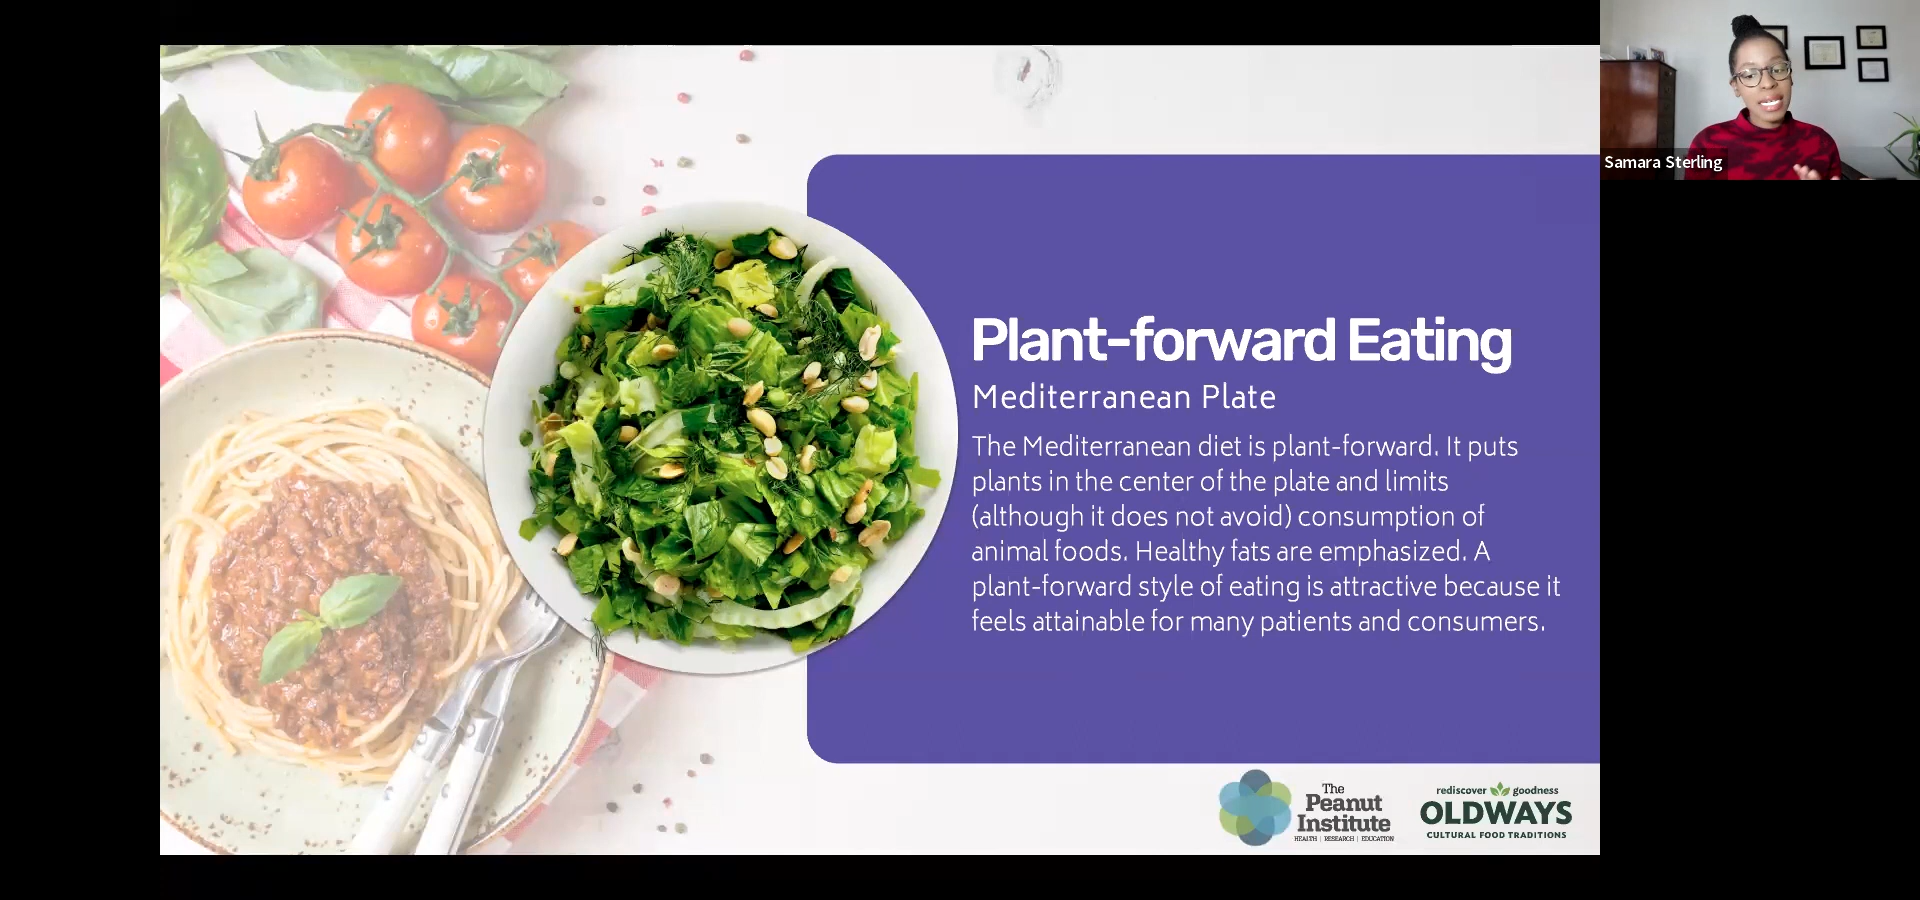 Samara Sterling
Plant-forward Eating
Mediterranean Plate
The Mediterranean diet is plant-forward. It puts
plants in the center of the plate and limits
(although it does not avoid) consumption of
animal foods. Healthy fats are emphasized. A
plant-forward style of eating is attractive because it
feels attainable for many patients and consumers.
The
Peanut
Institute
HEALTH | RESEARCH | EDUCATION
rediscover goodness
OLDWAYS
CULTURAL FOOD TRADITIONS